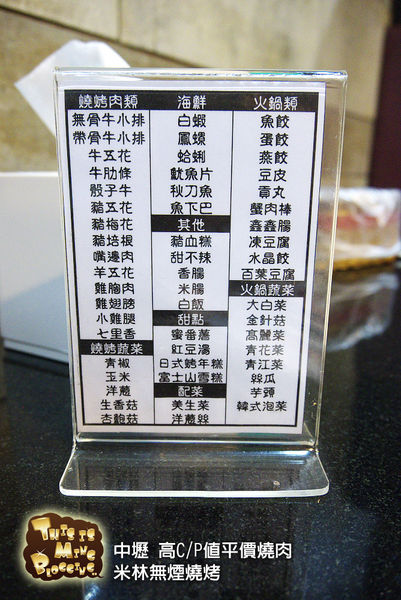 燒烤肉類
無骨牛小排
帶骨牛小排
牛五花
牛肋條
骰子牛
豬五花
豬梅花
豬培根
嘴邊肉
羊五花
雞胸肉
雞翅膀
小雞腿
七里香
燒烤蔬菜
青椒
玉米
洋蔥
生香菇
杏鮑菇
海鮮
白蝦
鳳螺
蛤蜊
魷魚片
秋刀魚
魚下巴
其他
豬血糕
甜不辣
香腸
米腸
白飯
甜點
蜜番薯
紅豆湯
日式烤年糕
富士山雪糕
配菜
美生菜
洋蔥絲
火鍋類
魚餃
蛋餃
燕餃
豆皮
貢丸
蟹肉棒
鑫鑫腸
凍豆腐
水晶餃
百葉豆腐
火鍋蔬菜
大白菜
金針菇
高麗菜
青花菜
青江菜
絲瓜
芋頭
韓式泡菜
THIS IS
MINE
BLOGGING..
中壢 高C/P值平價燒肉
米林無煙燒烤